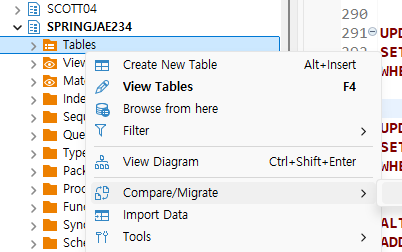 SCOTT04
SPRINGJAE234
Tables
View
Mate
Inde
Sequ
Que
Type
Pack
Proc
Func
Syno
Sche
Create New Table Alt+Insert
View Tables F4
Browse from here
Filter
View Diagram Ctrl+Shift+Enter
Compare/Migrate
Import Data
Tools
290
291
UPD
SET
WHE
UPD
SET
WHE
ALT
ADD